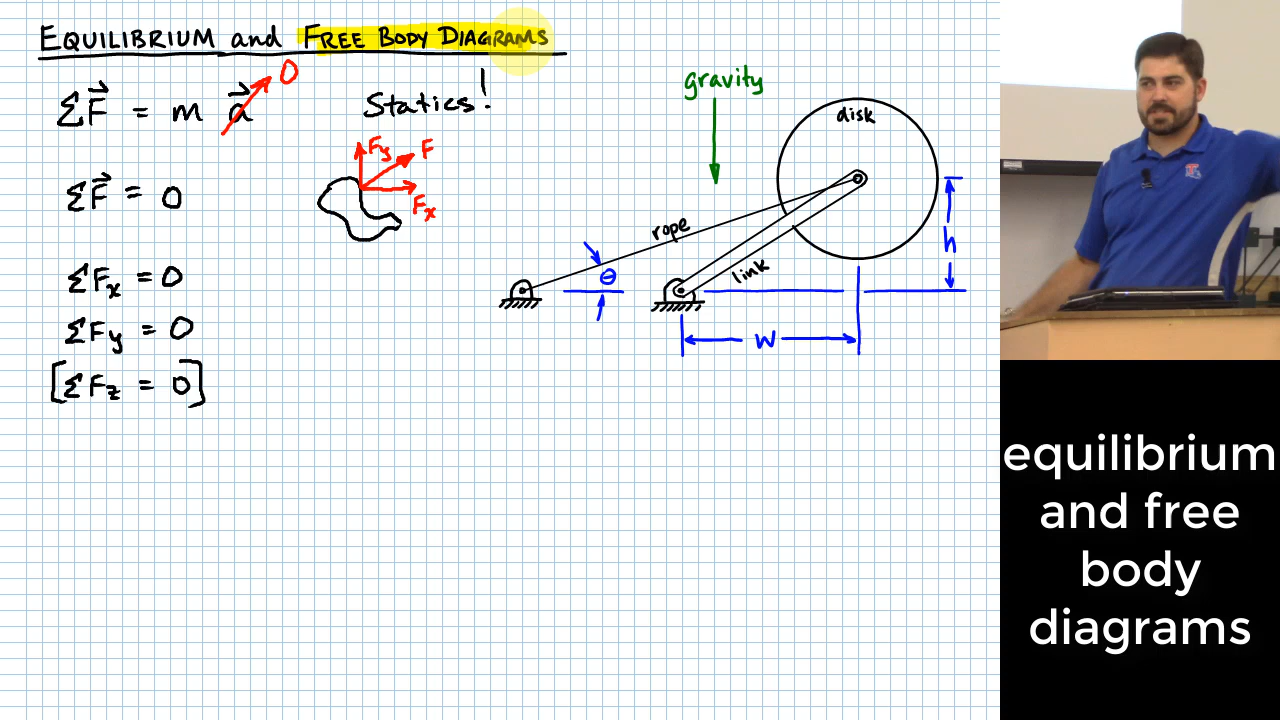 EQUILIBRIUM and FREE BODY DIAGRAMS
ΣF⃗ = m a⃗ 0
Statics!
ΣF⃗ = 0
Fy F
Fx
ΣFx = 0
ΣFy = 0
[ΣFz = 0]
gravity
disk
rope
link
θ
h
w
equilibrium
and free
body
diagrams